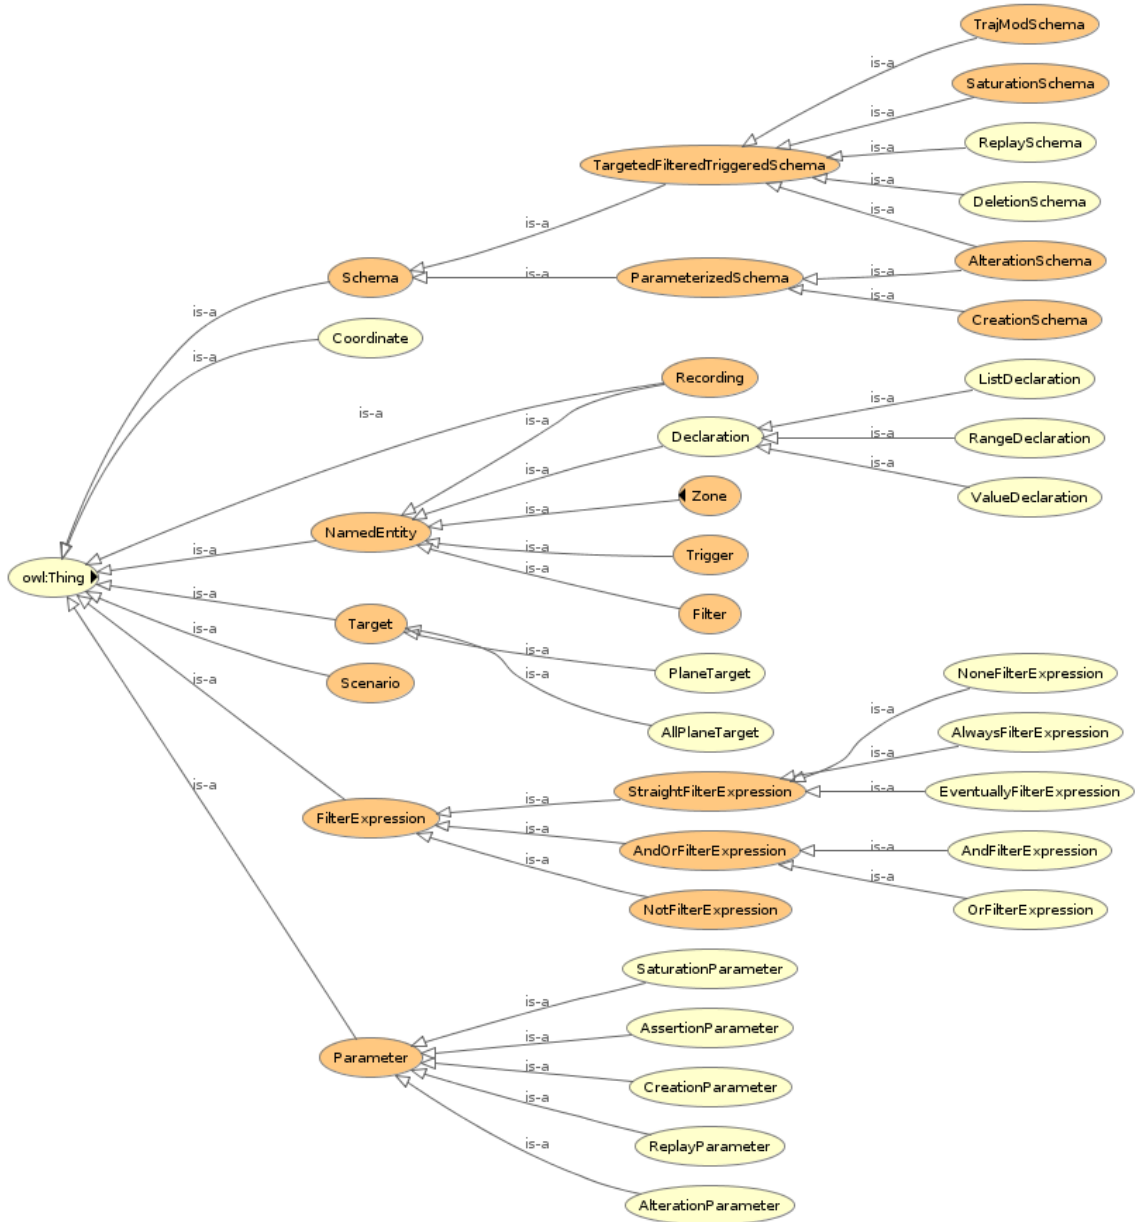 TrajModSchema
is-a
SaturationSchema
is-a
ReplaySchema
is-a
TargetedFilteredTriggeredSchema
is-a
DeletionSchema
is-a
is-a
AlterationSchema
Schema
is-a
ParameterizedSchema
is-a
is-a
CreationSchema
is-a
Coordinate
is-a
Recording
ListDeclaration
is-a
is-a
is-a
Declaration
is-a
RangeDeclaration
is-a
is-a
ValueDeclaration
Zone
is-a
NamedEntity
is-a
is-a
Trigger
owl:Thing
is-a
is-a
Filter
Target
is-a
is-a
PlaneTarget
is-a
Scenario
is-a
AllPlaneTarget
NoneFilterExpression
is-a
AlwaysFilterExpression
is-a
is-a
StraightFilterExpression
is-a
EventuallyFilterExpression
is-a
FilterExpression
is-a
AndOrFilterExpression
is-a
AndFilterExpression
is-a
is-a
NotFilterExpression
OrFilterExpression
SaturationParameter
is-a
AssertionParameter
is-a
Parameter
is-a
CreationParameter
is-a
ReplayParameter
is-a
AlterationParameter